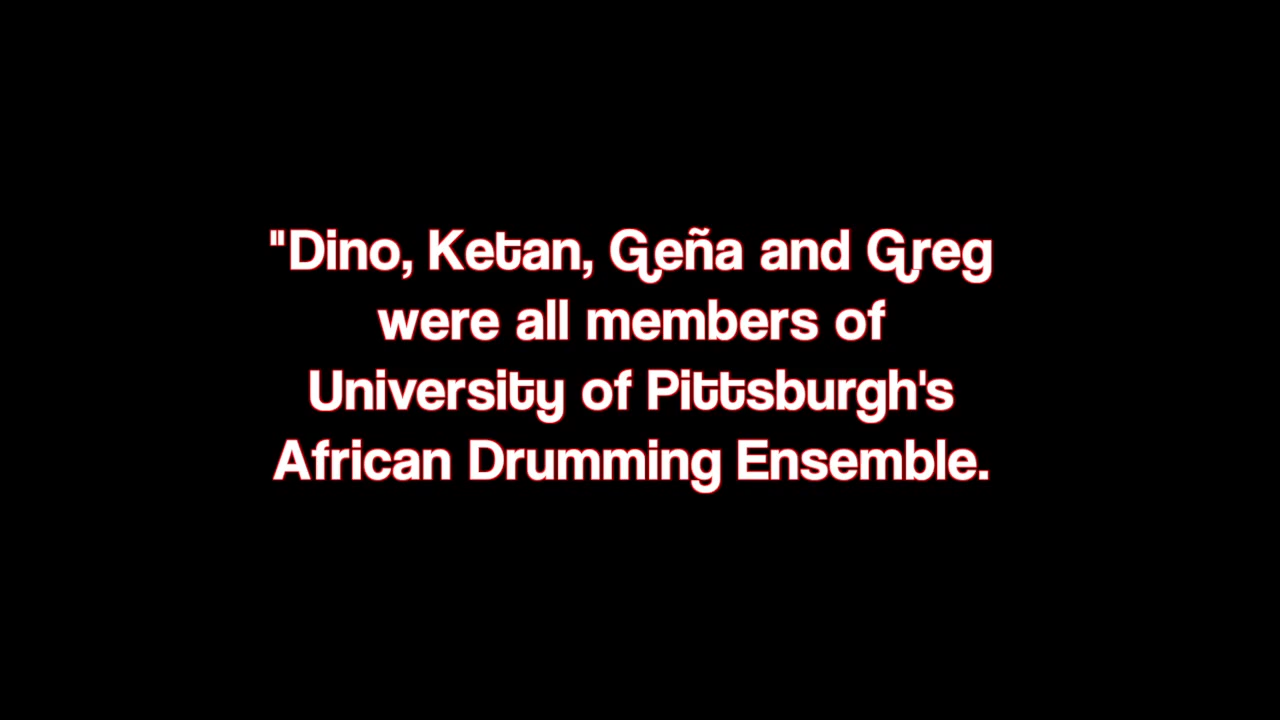 "Dino, Ketan, Geña and Greg
were all members of
University of Pittsburgh's
African Drumming Ensemble.